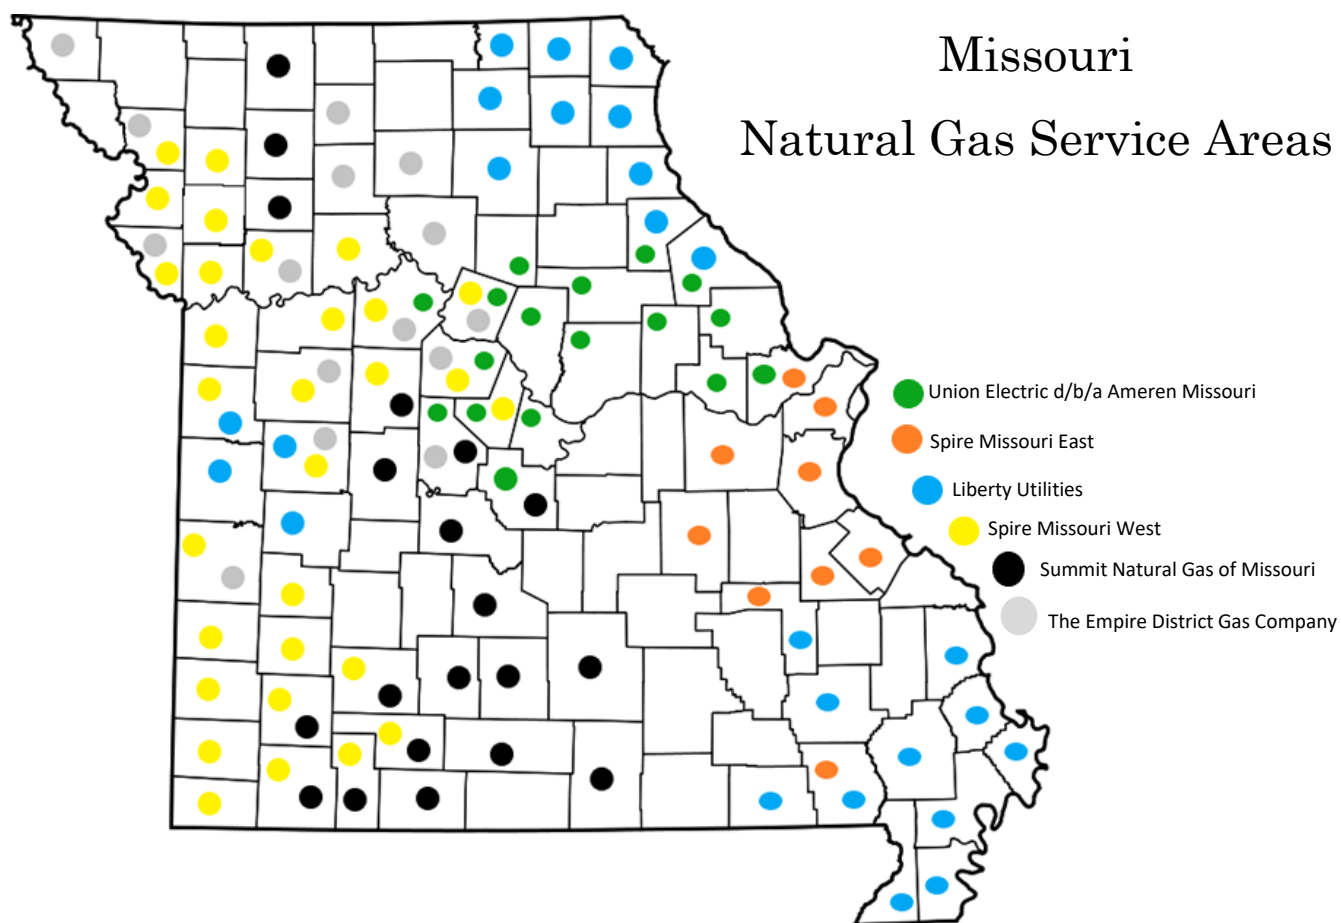 Missouri
Natural Gas Service Areas
Union Electric d/b/a Ameren Missouri
Spire Missouri East
Liberty Utilities
Spire Missouri West
Summit Natural Gas of Missouri
The Empire District Gas Company